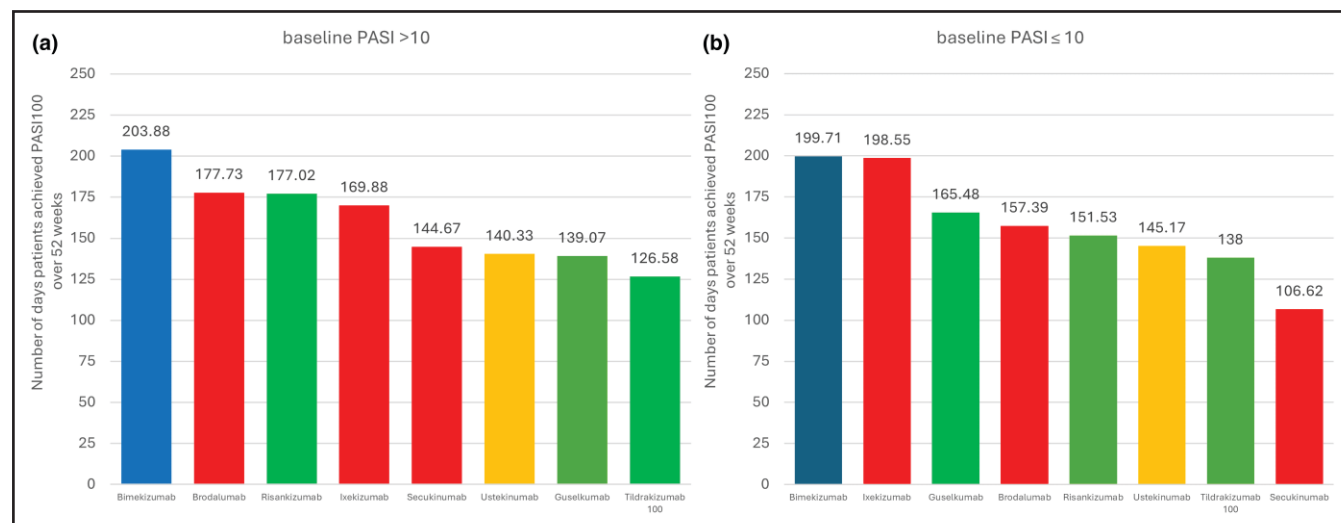 (a)
baseline PASI >10
Number of days patients achieved PASI100
over 52 weeks
250
225
200
175
150
125
100
75
50
25
0
203.88
177.73
177.02
169.88
144.67
140.33
139.07
126.58
Bimekizumab
Brodalumab
Risankizumab
Ixekizumab
Secukinumab
Ustekinumab
Guselkumab
Tildrakizumab
100
(b)
baseline PASI ≤ 10
Number of days patients achieved PASI100
over 52 weeks
250
225
200
175
150
125
100
75
50
25
0
199.71
198.55
165.48
157.39
151.53
145.17
138
106.62
Bimekizumab
Ixekizumab
Guselkumab
Brodalumab
Risankizumab
Ustekinumab
Tildrakizumab
100
Secukinumab